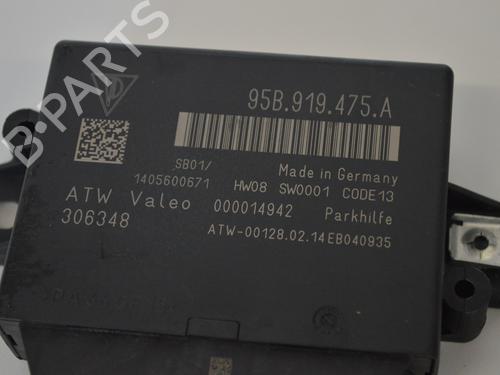 95B.919.475.A
SB01/
1405600671
Made in Germany
HW08 SW0001 CODE13
ATW Valeo 000014942 Parkhilfe
306348
ATW-00128.02.14EB040935